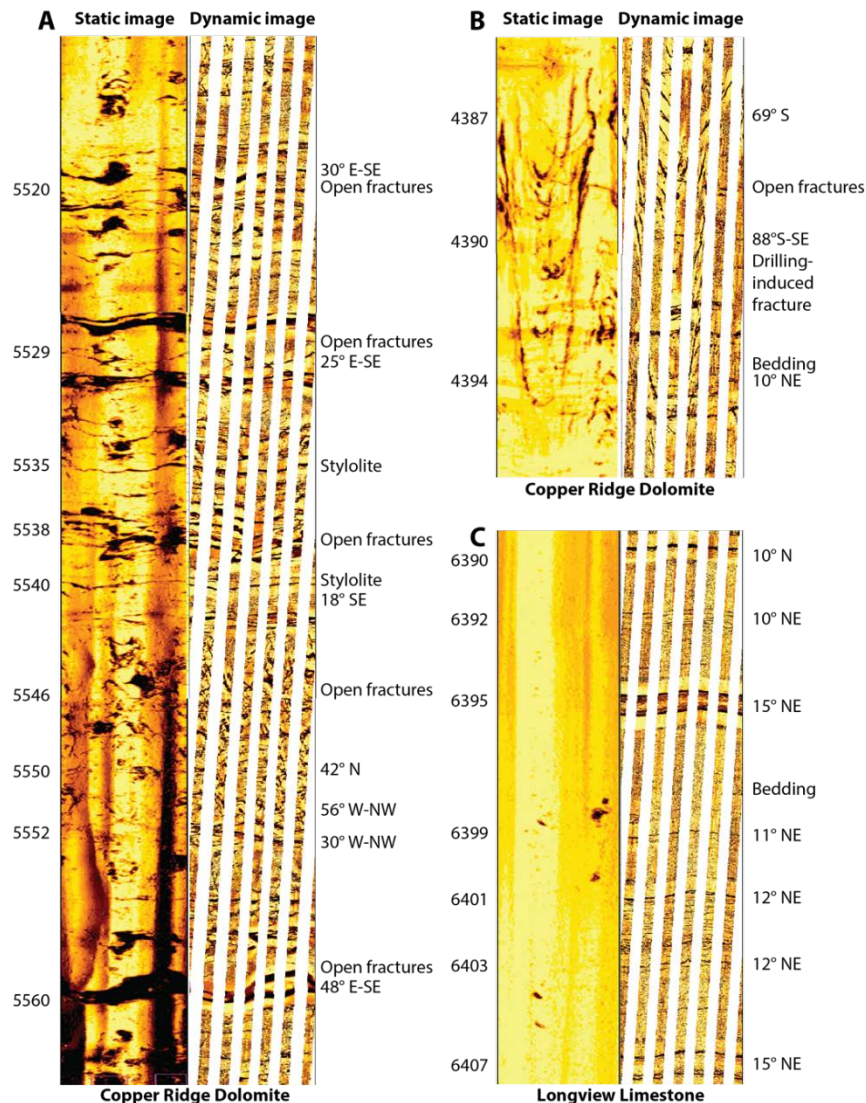 A
Static image
Dynamic image
5520
5529
5535
5538
5540
5546
5550
5552
5560
30° E-SE
Open fractures
Open fractures
25° E-SE
Stylolite
Open fractures
Stylolite
18° SE
Open fractures
42° N
56° W-NW
30° W-NW
Open fractures
48° E-SE
Copper Ridge Dolomite
B
Static image
Dynamic image
4387
4390
4394
69° S
Open fractures
88°S-SE
Drilling-
induced
fracture
Bedding
10° NE
Copper Ridge Dolomite
C
6390
6392
6395
6399
6401
6403
6407
10° N
10° NE
15° NE
Bedding
11° NE
12° NE
12° NE
15° NE
Longview Limestone